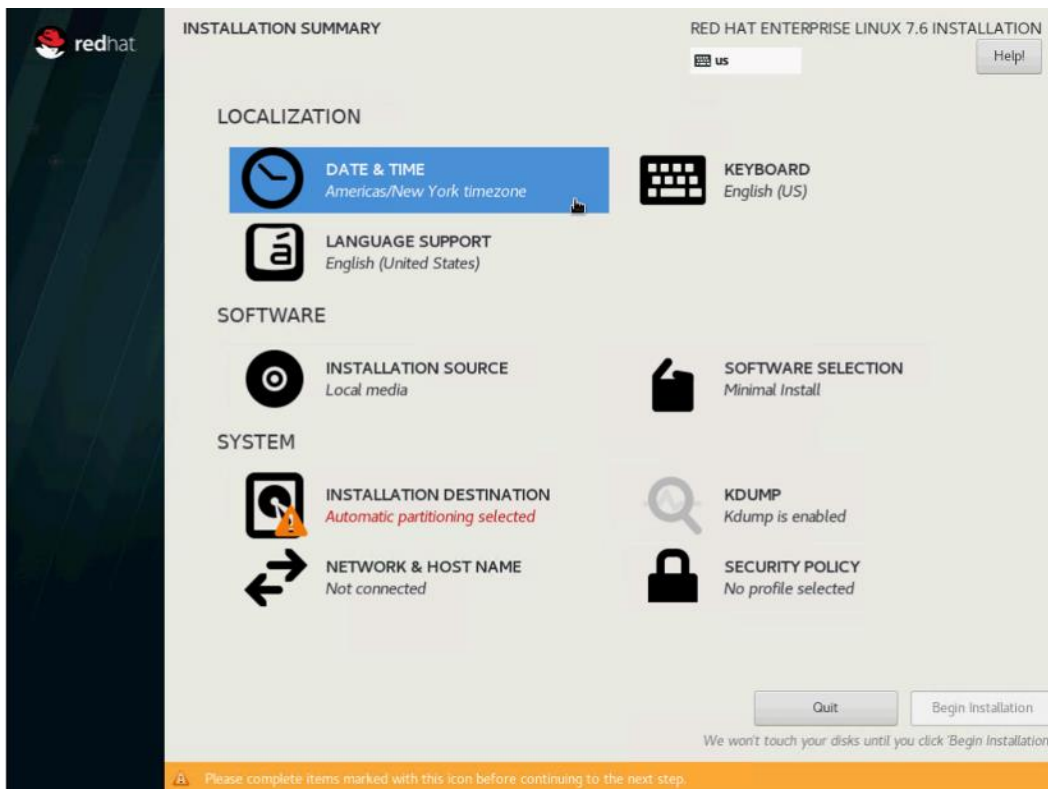 redhat
INSTALLATION SUMMARY
RED HAT ENTERPRISE LINUX 7.6 INSTALLATION
us
Help!
LOCALIZATION
DATE & TIME
Americas/New York timezone
KEYBOARD
English (US)
á
LANGUAGE SUPPORT
English (United States)
SOFTWARE
INSTALLATION SOURCE
Local media
SOFTWARE SELECTION
Minimal Install
SYSTEM
INSTALLATION DESTINATION
Automatic partitioning selected
KDUMP
Kdump is enabled
NETWORK & HOST NAME
Not connected
SECURITY POLICY
No profile selected
Quit
Begin Installation
We won't touch your disks until you click 'Begin Installation
Please complete items marked with this icon before continuing to the next step.